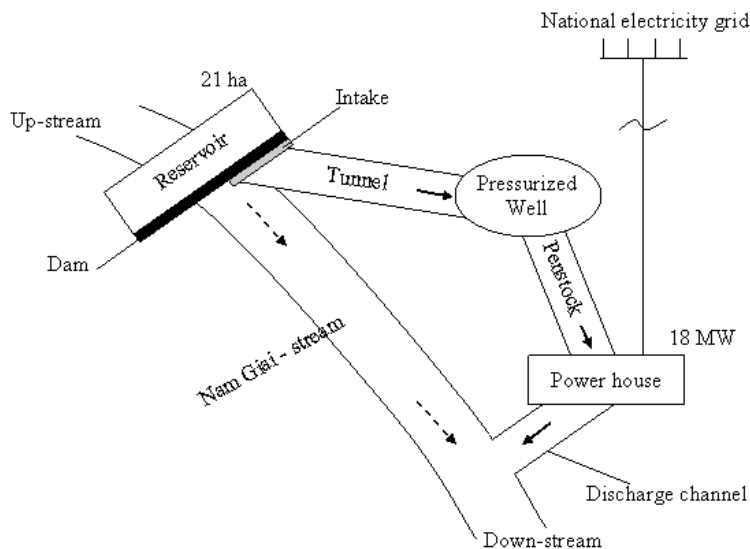 National electricity grid
21 ha
Intake
Up-stream
Reservoir
Tunnel
Pressurized
Well
Dam
Penstock
Nam Giai - stream
18 MW
Power house
Discharge channel
Down-stream